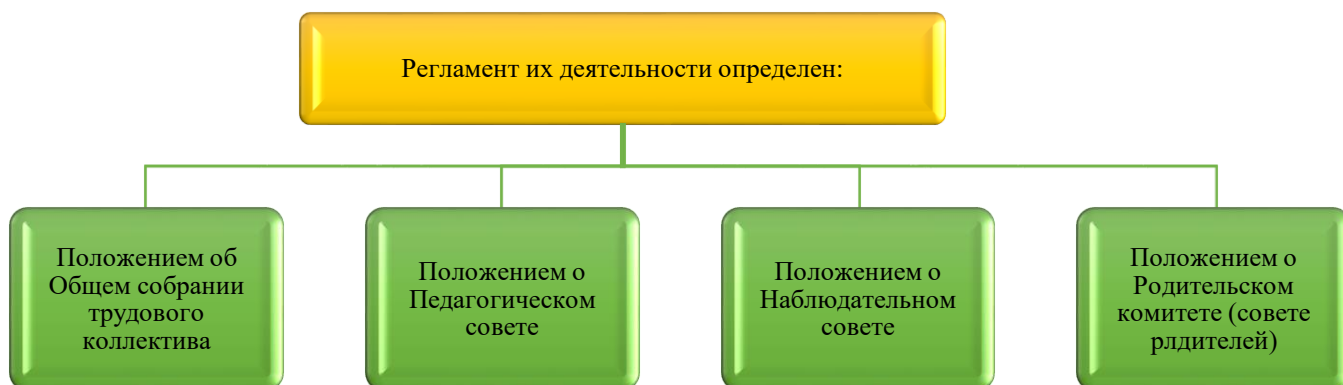 Регламент их деятельности определен:
Положением об
Общем собрании
трудового
коллектива
Положением о
Педагогическом
совете
Положением о
Наблюдательном
совете
Положением о
Родительском
комитете (совете
рлдителей)